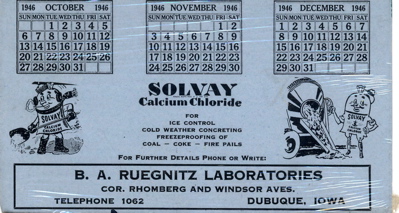 1946 OCTOBER 1946
SUN MON TUE WED THU FRI SAT
1 2 3 4 5
6 7 8 9 10 11 12
13 14 15 16 17 18 19
20 21 22 23 24 25 26
27 28 29 30 31
1946 NOVEMBER 1946
SUN MON TUE WED THU FRI SAT
1 2
3 4 5 6 7 8 9
10 11 12 13 14 15 16
17 18 19 20 21 22 23
24 25 26 27 28 29 30
1946 DECEMBER 1946
SUN MON TUE WED THU FRI SAT
1 2 3 4 5 6 7
8 9 10 11 12 13 14
15 16 17 18 19 20 21
22 23 24 25 26 27 28
29 30 31
SOLVAY
Calcium Chloride
FOR
ICE CONTROL
COLD WEATHER CONCRETING
FREEZEPROOFING OF
COAL - COKE - FIRE PAILS
SOLVAY
CALCIUM
CHLORIDE
SOLVAY
For Further Details Phone or Write:
B. A. RUEGNITZ LABORATORIES
COR. RHOMBERG AND WINDSOR AVES.
TELEPHONE 1062 DUBUQUE, IOWA